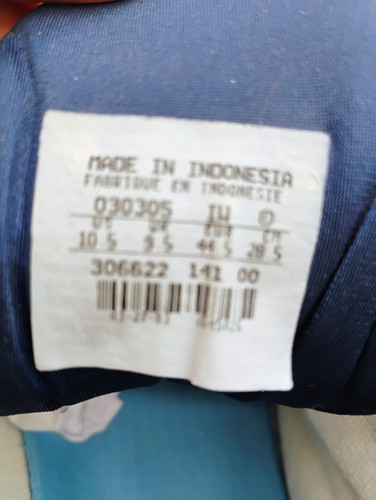 MADE IN INDONESIA
FABRIQUE EN INDONESIE
030305 IW
US UK EUR CM
10.5 9.5 44.5 28.5
306622 141 00